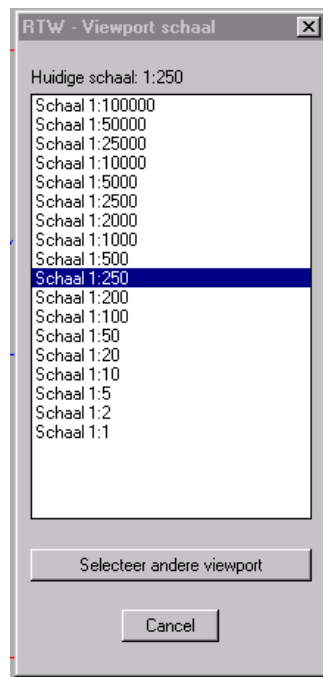 RTW - Viewport schaal
Huidige schaal: 1:250
Schaal 1:100000
Schaal 1:50000
Schaal 1:25000
Schaal 1:10000
Schaal 1:5000
Schaal 1:2500
Schaal 1:2000
Schaal 1:1000
Schaal 1:500
Schaal 1:250
Schaal 1:200
Schaal 1:100
Schaal 1:50
Schaal 1:20
Schaal 1:10
Schaal 1:5
Schaal 1:2
Schaal 1:1
Selecteer andere viewport
Cancel